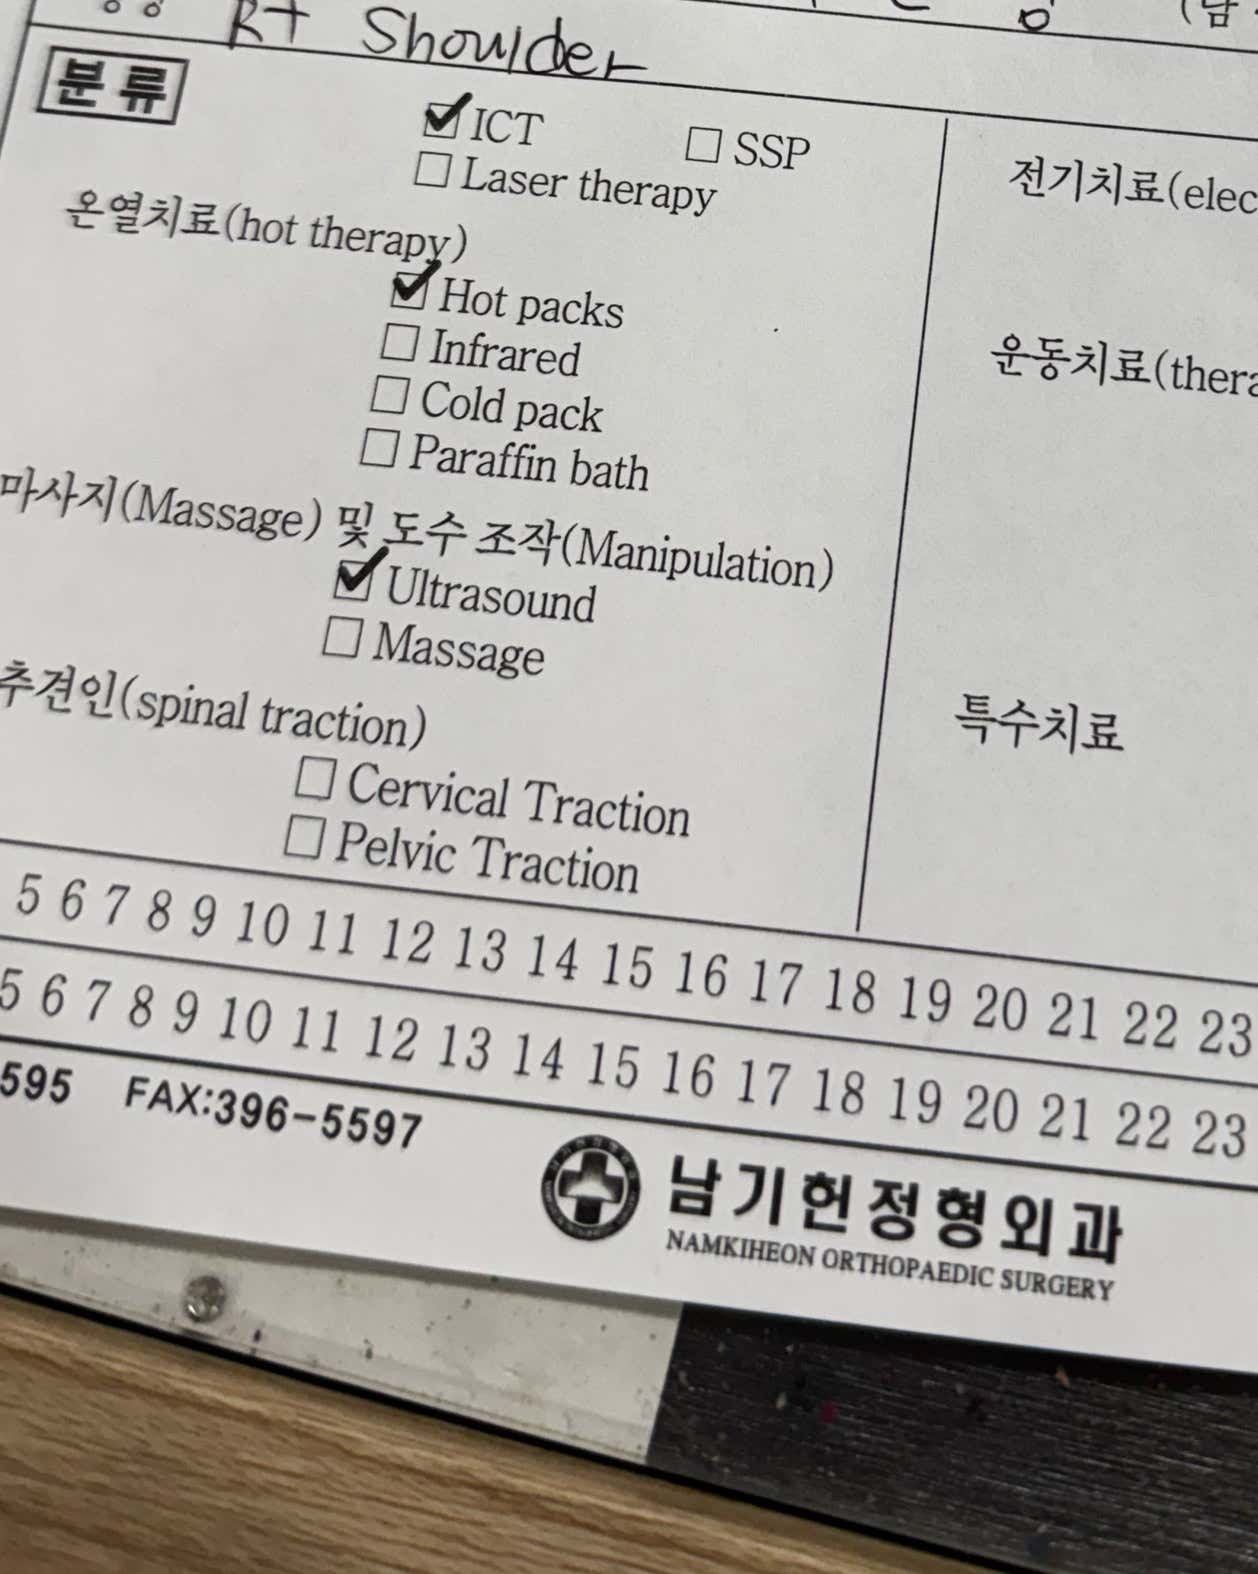 Rt Shoulder
분류
☑ ICT ☐ SSP
☐ Laser therapy
온열치료(hot therapy)
☑ Hot packs
☐ Infrared
☐ Cold pack
☐ Paraffin bath
마사지(Massage) 및 도수 조작(Manipulation)
☑ Ultrasound
☐ Massage
추견인(spinal traction)
☐ Cervical Traction
☐ Pelvic Traction
전기치료(elec
운동치료(thera
특수치료
5 6 7 8 9 10 11 12 13 14 15 16 17 18 19 20 21 22 23
5 6 7 8 9 10 11 12 13 14 15 16 17 18 19 20 21 22 23
595 FAX:396-5597
남기헌정형외과
NAMKIHEON ORTHOPAEDIC SURGERY